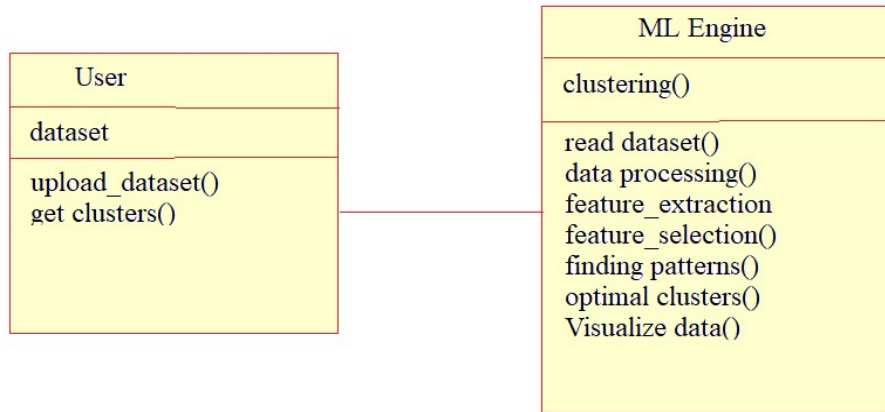 User
dataset
upload_dataset()
get clusters()
ML Engine
clustering()
read dataset()
data processing()
feature_extraction
feature_selection()
finding patterns()
optimal clusters()
Visualize data()